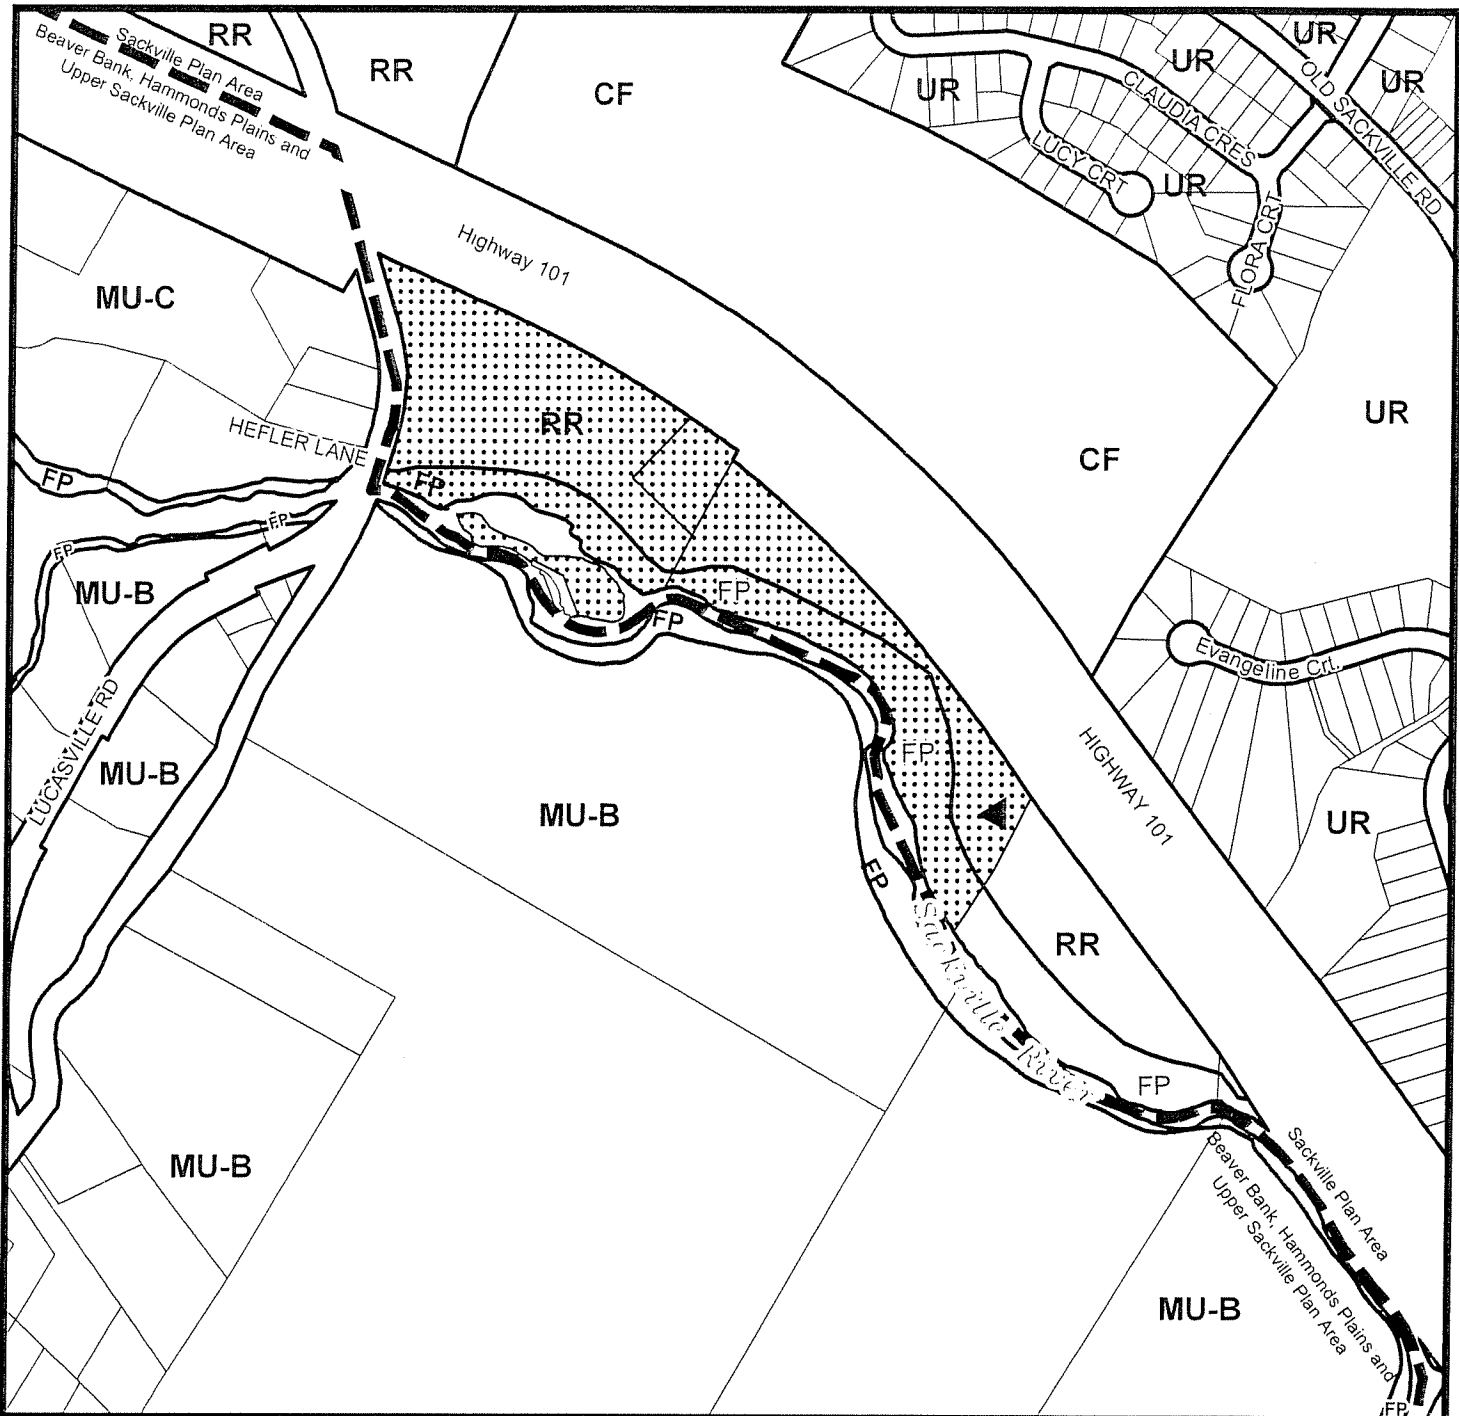 RR
RR
Sackville Plan Area
Beaver Bank, Hammonds Plains and
Upper Sackville Plan Area
CF
UR
UR
UR
UR
UR
CLAUDIA CRES
OLD SACKVILLE RD
LUCY CRT
FLORA CRT
Highway 101
MU-C
RR
HEFLER LANE
CF
UR
FP
FP
FP
FP
MU-B
FP
FP
Evangeline Crt.
LUCASVILLE RD
MU-B
MU-B
FP
HIGHWAY 101
UR
FP
Sackville River
RR
FP
MU-B
Sackville Plan Area
Beaver Bank, Hammonds Plains and
Upper Sackville Plan Area
MU-B
FP